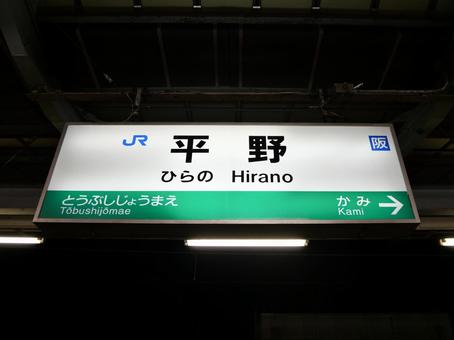 JR 平野 阪
ひらの Hirano
とうぶしじょうまえ かみ
Tōbushijōmae Kami →